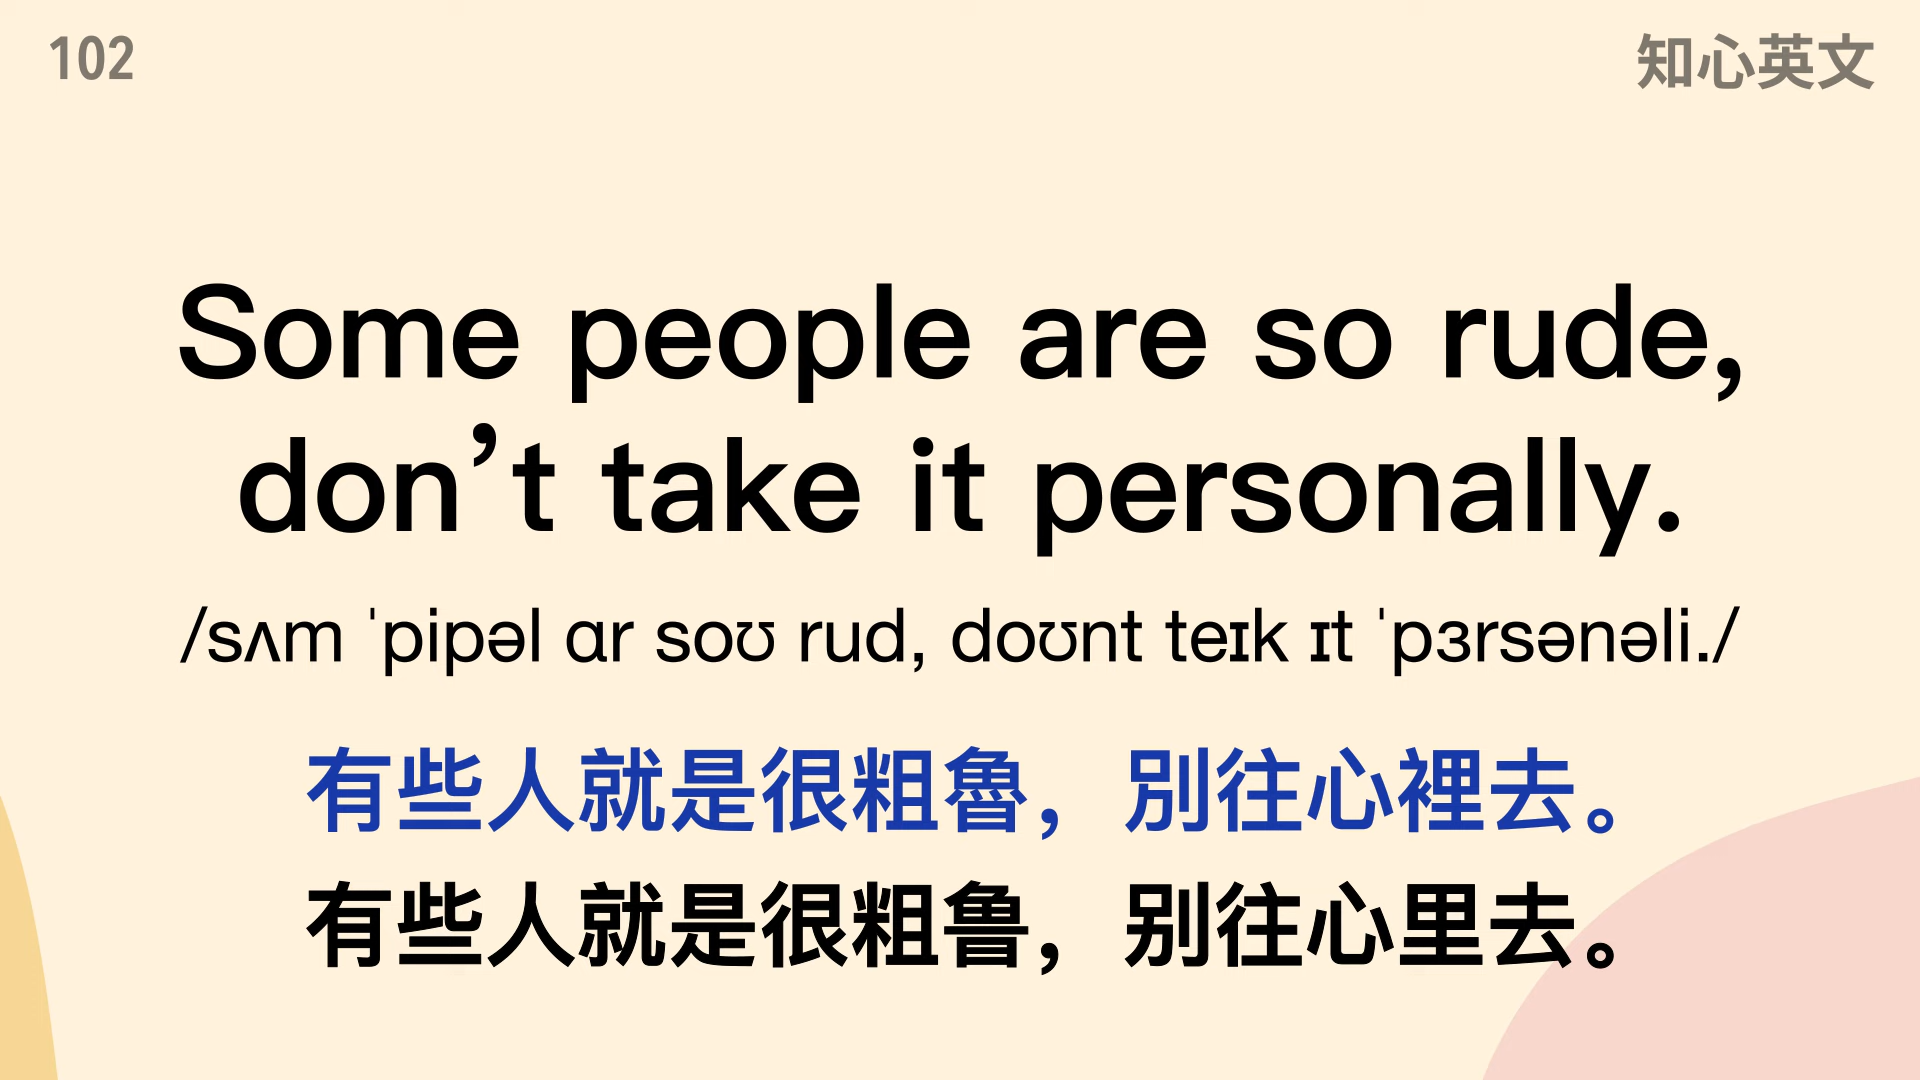 102
知心英文
Some people are so rude,
don’t take it personally.
/sʌm ˈpipəl ɑr soʊ rud, doʊnt teɪk ɪt ˈpɜrsənəli./
有些人就是很粗魯，別往心裡去。
有些人就是很粗鲁，别往心里去。